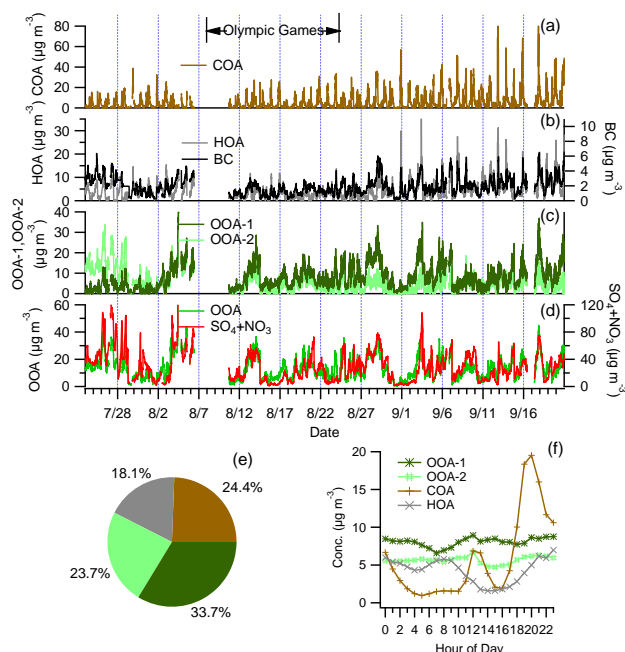 Olympic Games
(a)
COA
COA (µg m⁻³)
80
60
40
20
0
(b)
HOA
BC
HOA (µg m⁻³)
30
20
10
0
BC (µg m⁻³)
10
8
6
4
2
0
(c)
OOA-1
OOA-2
OOA-1,OOA-2
(µg m⁻³)
40
30
20
10
0
(d)
OOA
SO₄+NO₃
OOA (µg m⁻³)
60
40
20
0
SO₄+NO₃ (µg m⁻³)
120
80
40
0
7/28 8/2 8/7 8/12 8/17 8/22 8/27 9/1 9/6 9/11 9/16
Date
(e)
18.1%
24.4%
23.7%
33.7%
(f)
OOA-1
OOA-2
COA
HOA
Conc. (µg m⁻³)
20
15
10
5
0
0 2 4 6 8 10 12 14 16 18 20 22
Hour of Day